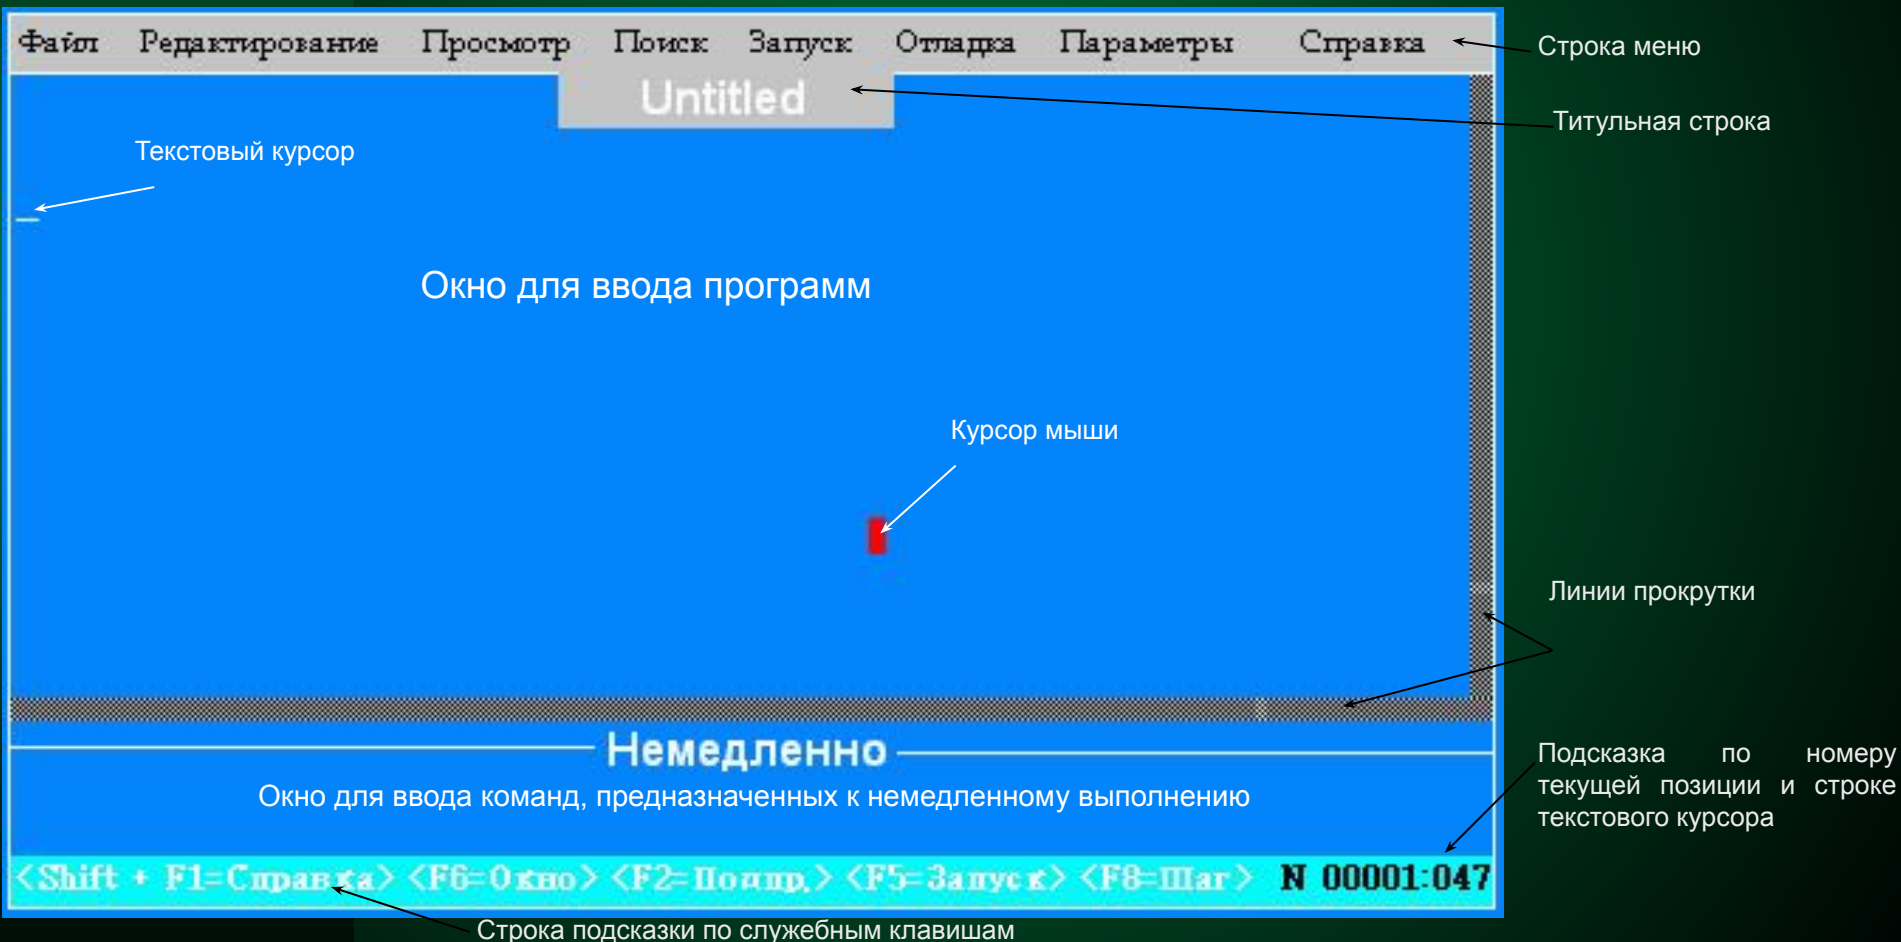 Файл Редактирование Просмотр Поиск Запуск Отладка Параметры Справка
Строка меню
Untitled
Титульная строка
Текстовый курсор
Окно для ввода программ
Курсор мыши
Линии прокрутки
Немедленно
Окно для ввода команд, предназначенных к немедленному выполнению
Подсказка по номеру
текущей позиции и строке
текстового курсора
<Shift + F1=Справка> <F6=Окно> <F2=Подпр.> <F5=Запуск> <F8=Шаг> N 00001:047
Строка подсказки по служебным клавишам